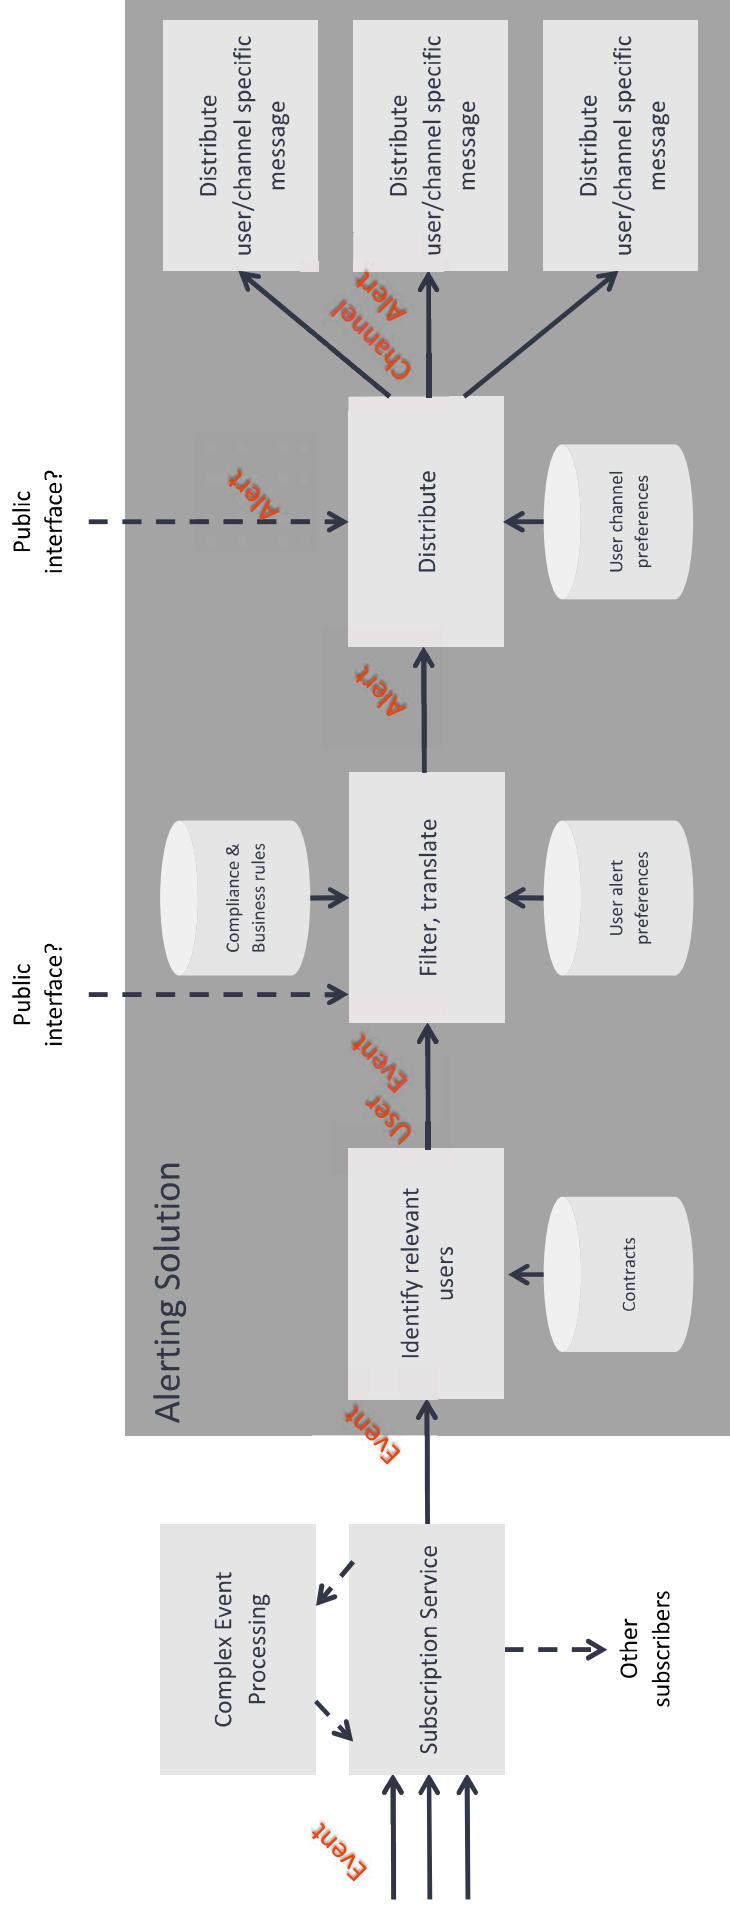 Alerting Solution
Event
Complex Event
Processing
Subscription Service
Other
subscribers
Event
Identify relevant
users
Contracts
User
Event
Public
interface?
Compliance &
Business rules
Filter, translate
User alert
preferences
Alert
Public
interface?
Alert
Distribute
User channel
preferences
Channel
Alert
Distribute
user/channel specific
message
Distribute
user/channel specific
message
Distribute
user/channel specific
message